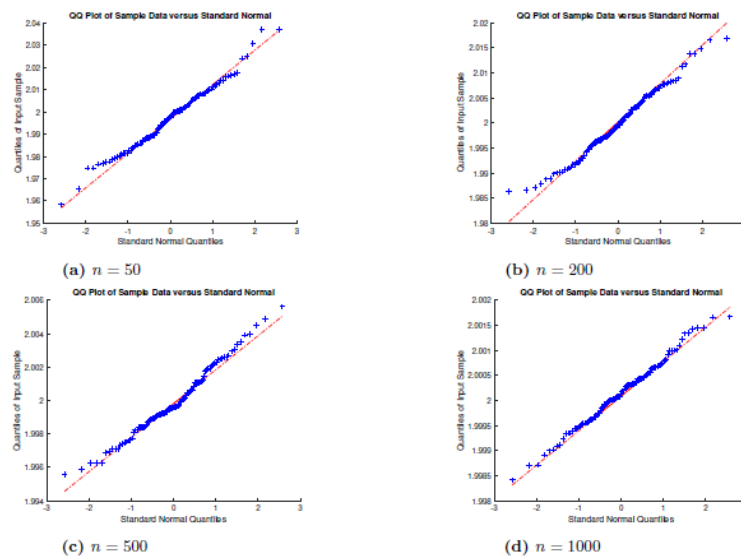 QQ Plot of Sample Data versus Standard Normal
2.04
2.03
2.02
2.01
2
1.99
1.98
1.97
1.96
1.95
Quantiles of Input Sample
-3 -2 -1 0 1 2 3
Standard Normal Quantiles
(a) n = 50
QQ Plot of Sample Data versus Standard Normal
2.02
2.015
2.01
2.005
2
1.995
1.99
1.985
1.98
Quantiles of Input Sample
-3 -2 -1 0 1 2
Standard Normal Quantiles
(b) n = 200
QQ Plot of Sample Data versus Standard Normal
2.006
2.004
2.002
2
1.998
1.996
1.994
Quantiles of Input Sample
-3 -2 -1 0 1 2 3
Standard Normal Quantiles
(c) n = 500
QQ Plot of Sample Data versus Standard Normal
2.002
2.0015
2.001
2.0005
2
1.9995
1.999
1.9985
1.998
Quantiles of Input Sample
-3 -2 -1 0 1 2
Standard Normal Quantiles
(d) n = 1000